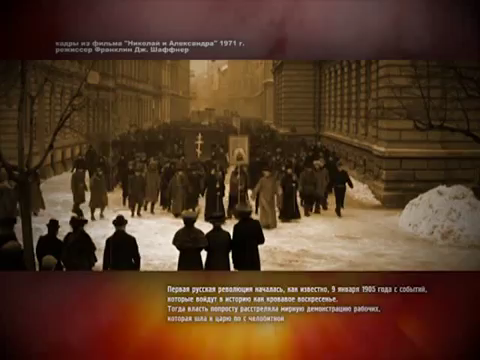 кадры из фильма "Николай и Александра" 1971 г.
режиссер Франклин Дж. Шаффнер
Первая русская революция началась, как известно, 9 января 1905 года с событий,
которые войдут в историю как кровавое воскресенье.
Тогда власть попросту расстреляла мирную демонстрацию рабочих,
которая шла к царю по с челобитной